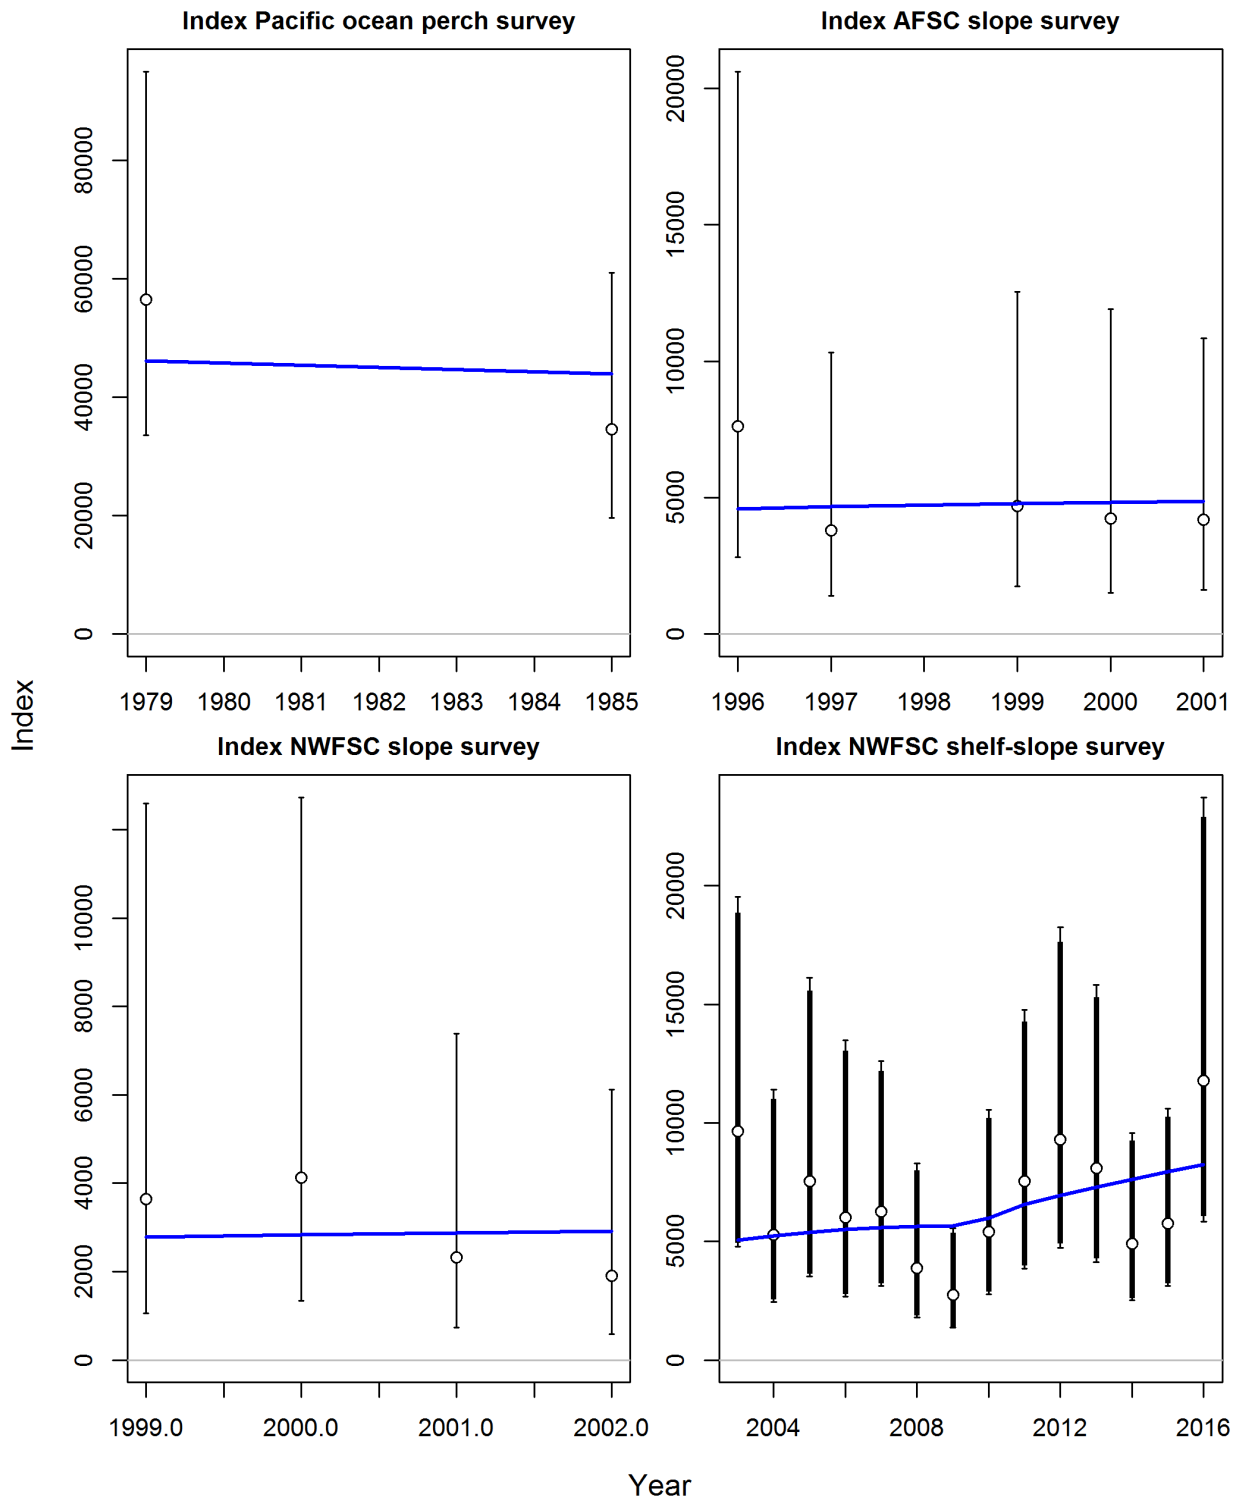 Index Pacific ocean perch survey
80000
60000
40000
20000
0
1979 1980 1981 1982 1983 1984 1985
Index AFSC slope survey
20000
15000
10000
5000
0
1996 1997 1998 1999 2000 2001
Index NWFSC slope survey
10000
8000
6000
4000
2000
0
1999.0 2000.0 2001.0 2002.0
Index NWFSC shelf-slope survey
20000
15000
10000
5000
0
2004 2008 2012 2016
Index
Year